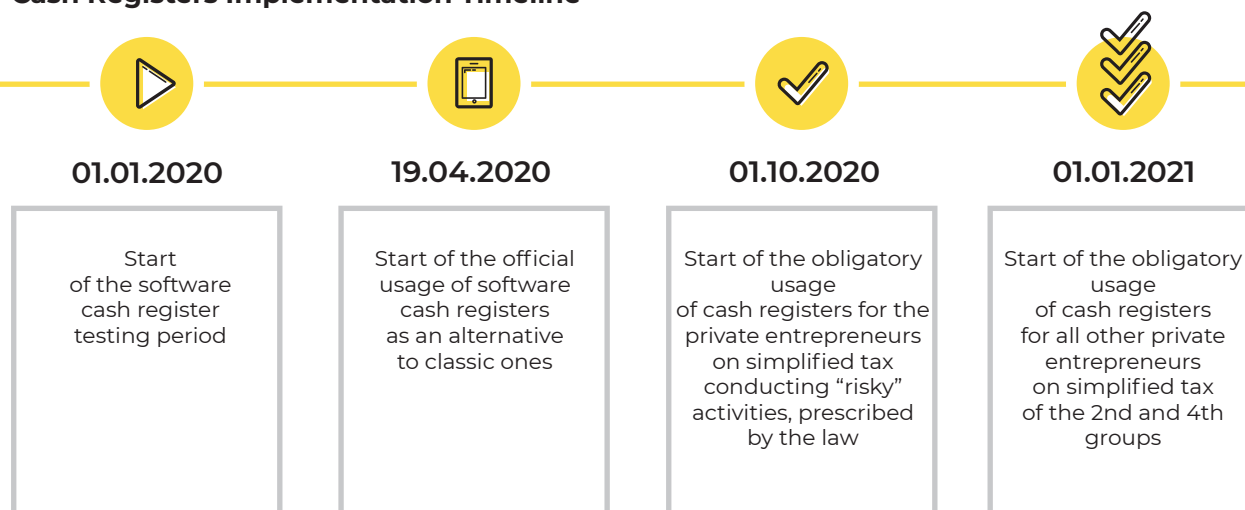 Cash Registers Implementation Timeline
01.01.2020
Start
of the software
cash register
testing period
19.04.2020
Start of the official
usage of software
cash registers
as an alternative
to classic ones
01.10.2020
Start of the obligatory
usage
of cash registers for the
private entrepreneurs
on simplified tax
conducting “risky”
activities, prescribed
by the law
01.01.2021
Start of the obligatory
usage
of cash registers
for all other private
entrepreneurs
on simplified tax
of the 2nd and 4th
groups